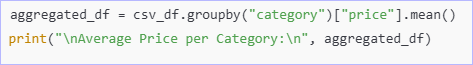 aggregated_df = csv_df.groupby("category")["price"].mean()
print("\nAverage Price per Category:\n", aggregated_df)